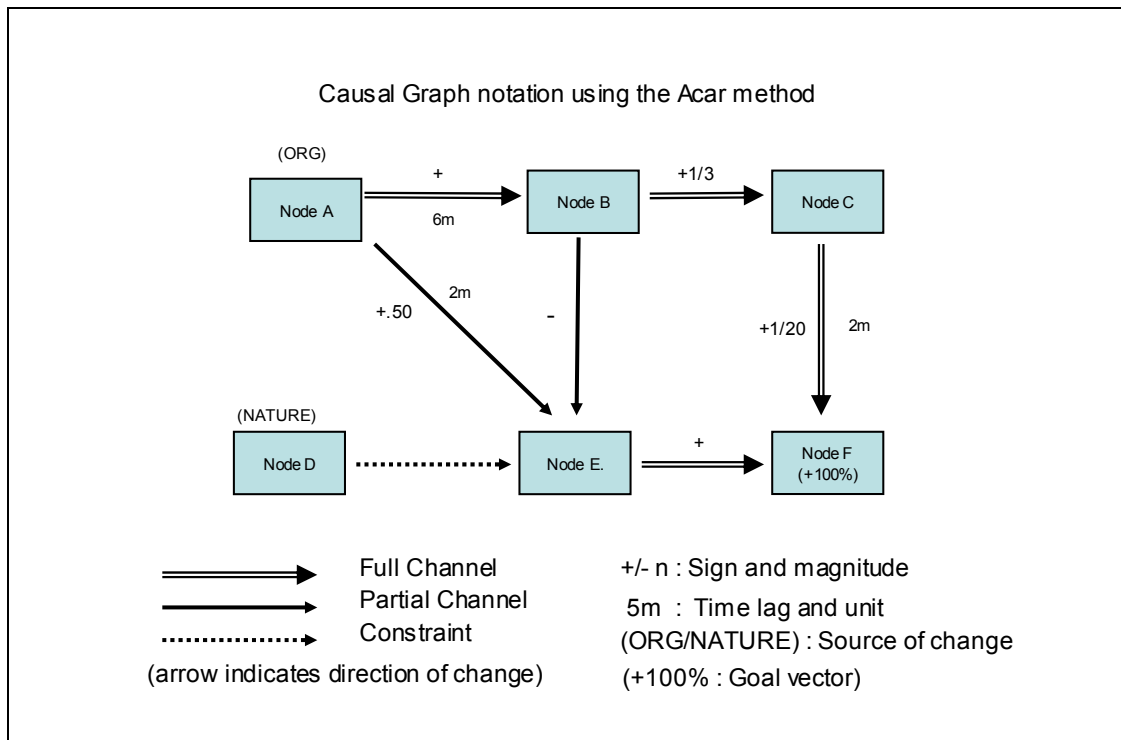 Causal Graph notation using the Acar method
(ORG)
Node A
+
6m
Node B
+1/3
Node C
+.50
2m
-
+1/20
2m
(NATURE)
Node D
Node E.
+
Node F
(+100%)
Full Channel
Partial Channel
Constraint
(arrow indicates direction of change)
+/- n : Sign and magnitude
5m : Time lag and unit
(ORG/NATURE) : Source of change
(+100% : Goal vector)